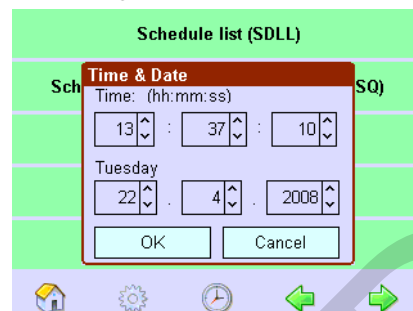 Schedule list (SDLL)
Sch SQ)
Time & Date
Time: (hh:mm:ss)
13 : 37 : 10
Tuesday
22 . 4 . 2008
OK Cancel